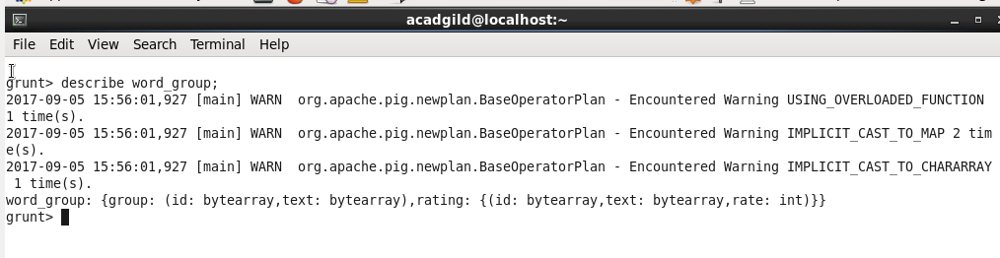 acadgild@localhost:~
File Edit View Search Terminal Help
grunt> describe word_group;
2017-09-05 15:56:01,927 [main] WARN  org.apache.pig.newplan.BaseOperatorPlan - Encountered Warning USING_OVERLOADED_FUNCTION
1 time(s).
2017-09-05 15:56:01,927 [main] WARN  org.apache.pig.newplan.BaseOperatorPlan - Encountered Warning IMPLICIT_CAST_TO_MAP 2 tim
e(s).
2017-09-05 15:56:01,927 [main] WARN  org.apache.pig.newplan.BaseOperatorPlan - Encountered Warning IMPLICIT_CAST_TO_CHARARRAY
 1 time(s).
word_group: {group: (id: bytearray,text: bytearray),rating: {(id: bytearray,text: bytearray,rate: int)}}
grunt>